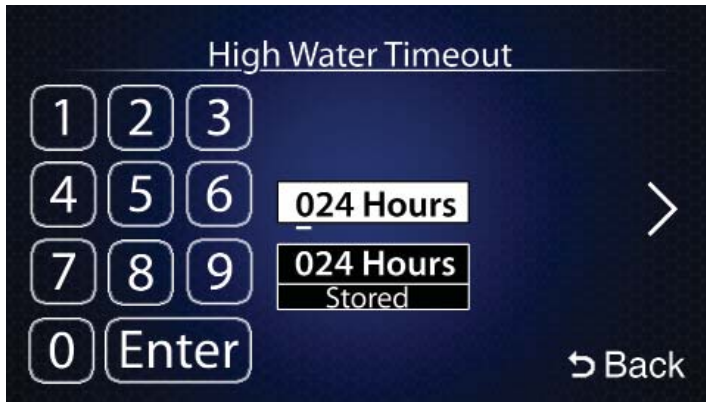 High Water Timeout
1 2 3
4 5 6
024 Hours
7 8 9
024 Hours
Stored
0 Enter
Back